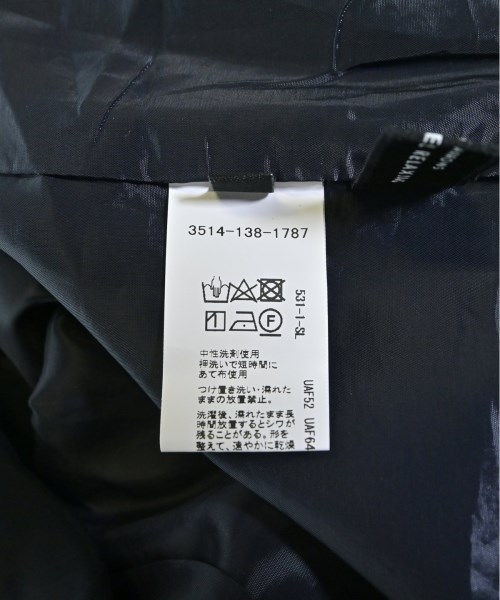 3514-138-1787
531-1-SL
F
中性洗剤使用
押洗いで短時間に
あて布使用
つけ置き洗い・濡れた
ままの放置禁止。
洗濯後、濡れたまま長
時間放置するとシワが
残ることがある。形を
整えて、速やかに乾燥
UAF52 UAF64